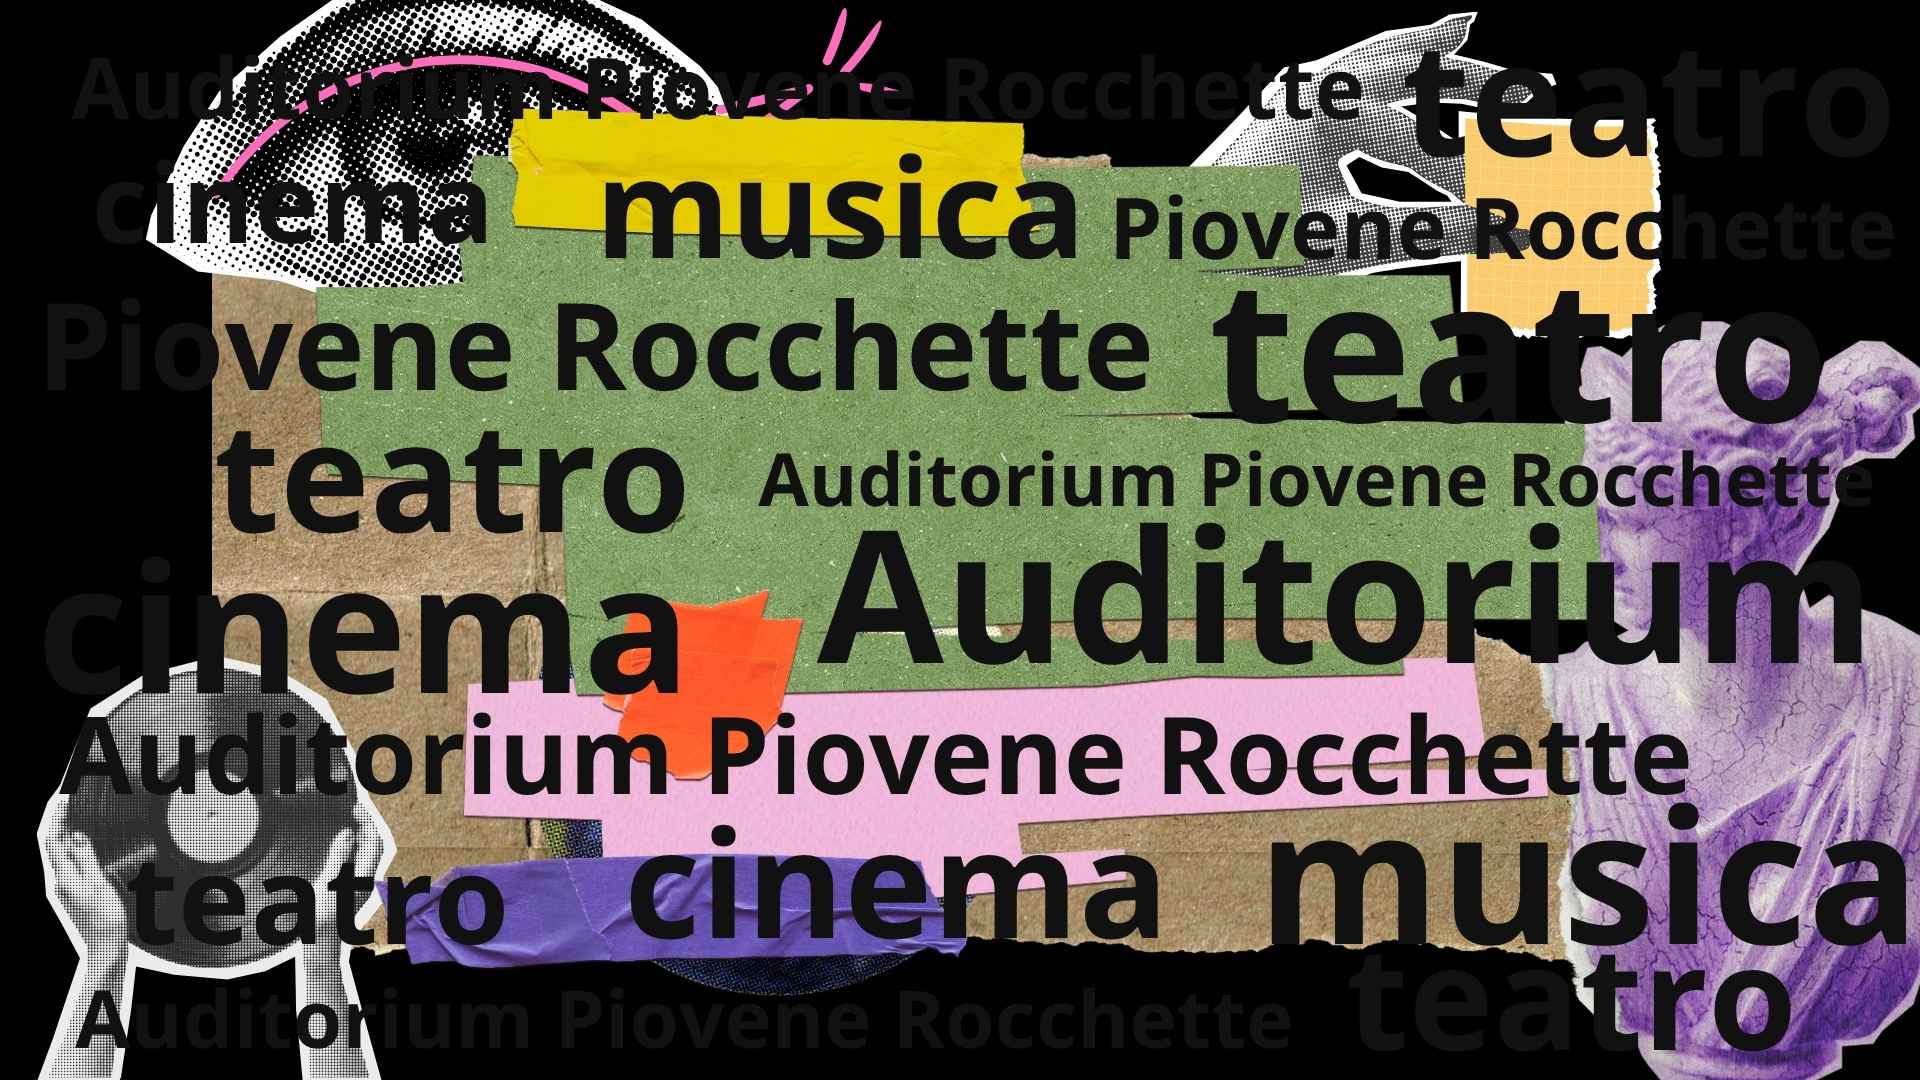 Auditorium Piovene Rocchette teatro
cinema musica Piovene Rocchette
Piovene Rocchette teatro
teatro Auditorium Piovene Rocchette
cinema Auditorium
Auditorium Piovene Rocchette
teatro cinema musica
Auditorium Piovene Rocchette teatro